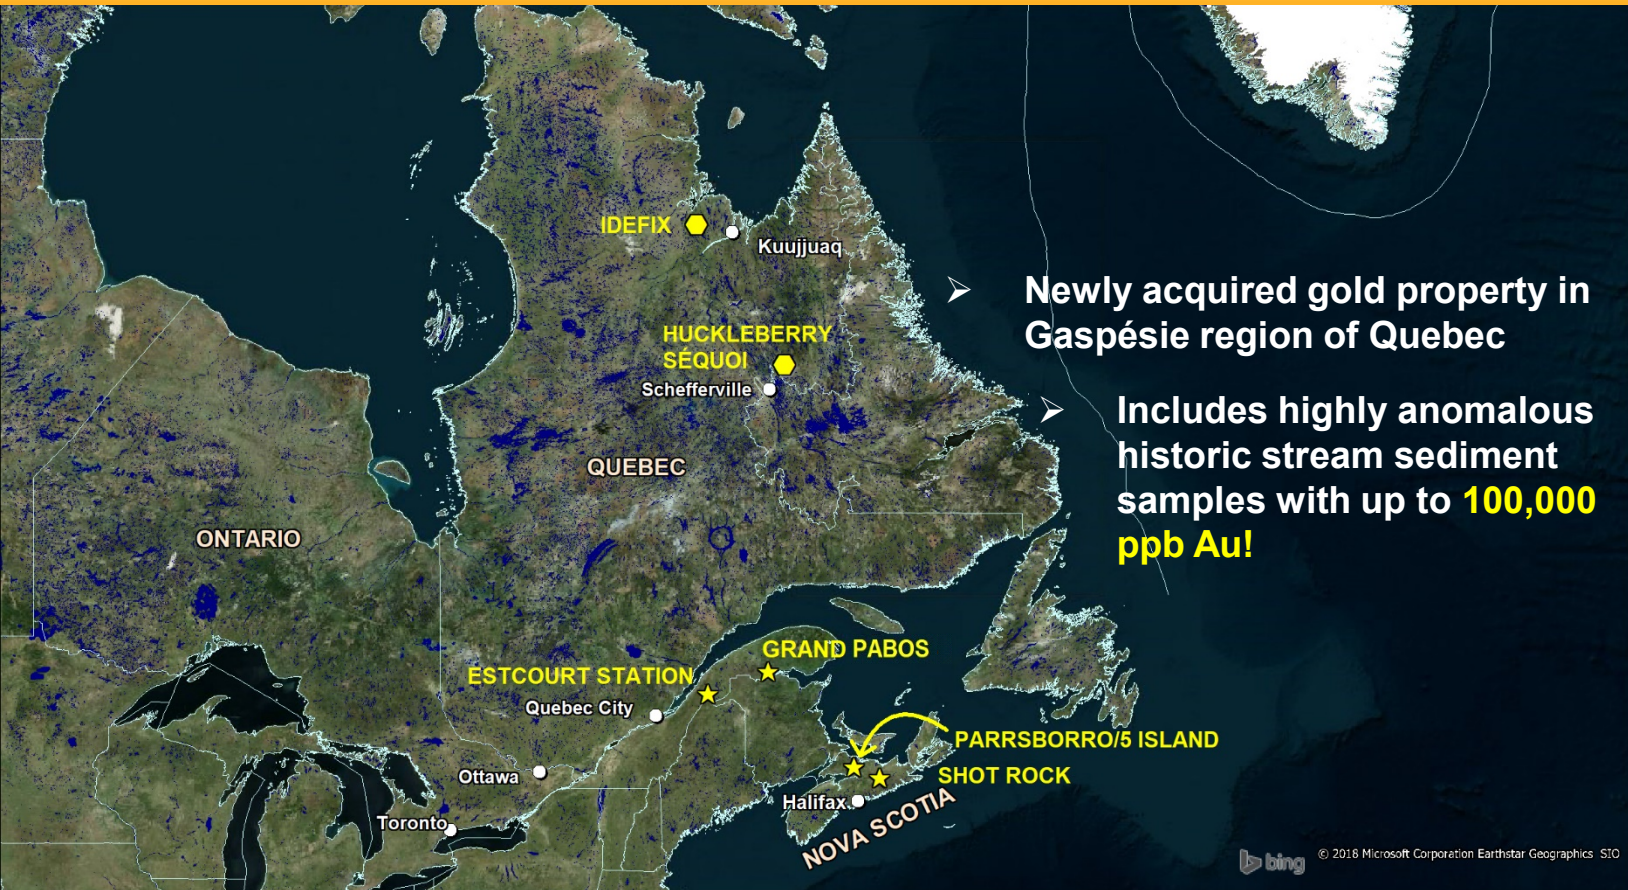 IDEFIX
Kuujjuaq
➢ Newly acquired gold property in
Gaspésie region of Quebec
HUCKLEBERRY
SÉQUOI
Schefferville
➢ Includes highly anomalous
historic stream sediment
samples with up to 100,000
ppb Au!
QUEBEC
ONTARIO
GRAND PABOS
ESTCOURT STATION
Quebec City
PARRSBORRO/5 ISLAND
SHOT ROCK
Ottawa
Halifax
NOVA SCOTIA
Toronto
bing
© 2018 Microsoft Corporation Earthstar Geographics SIO